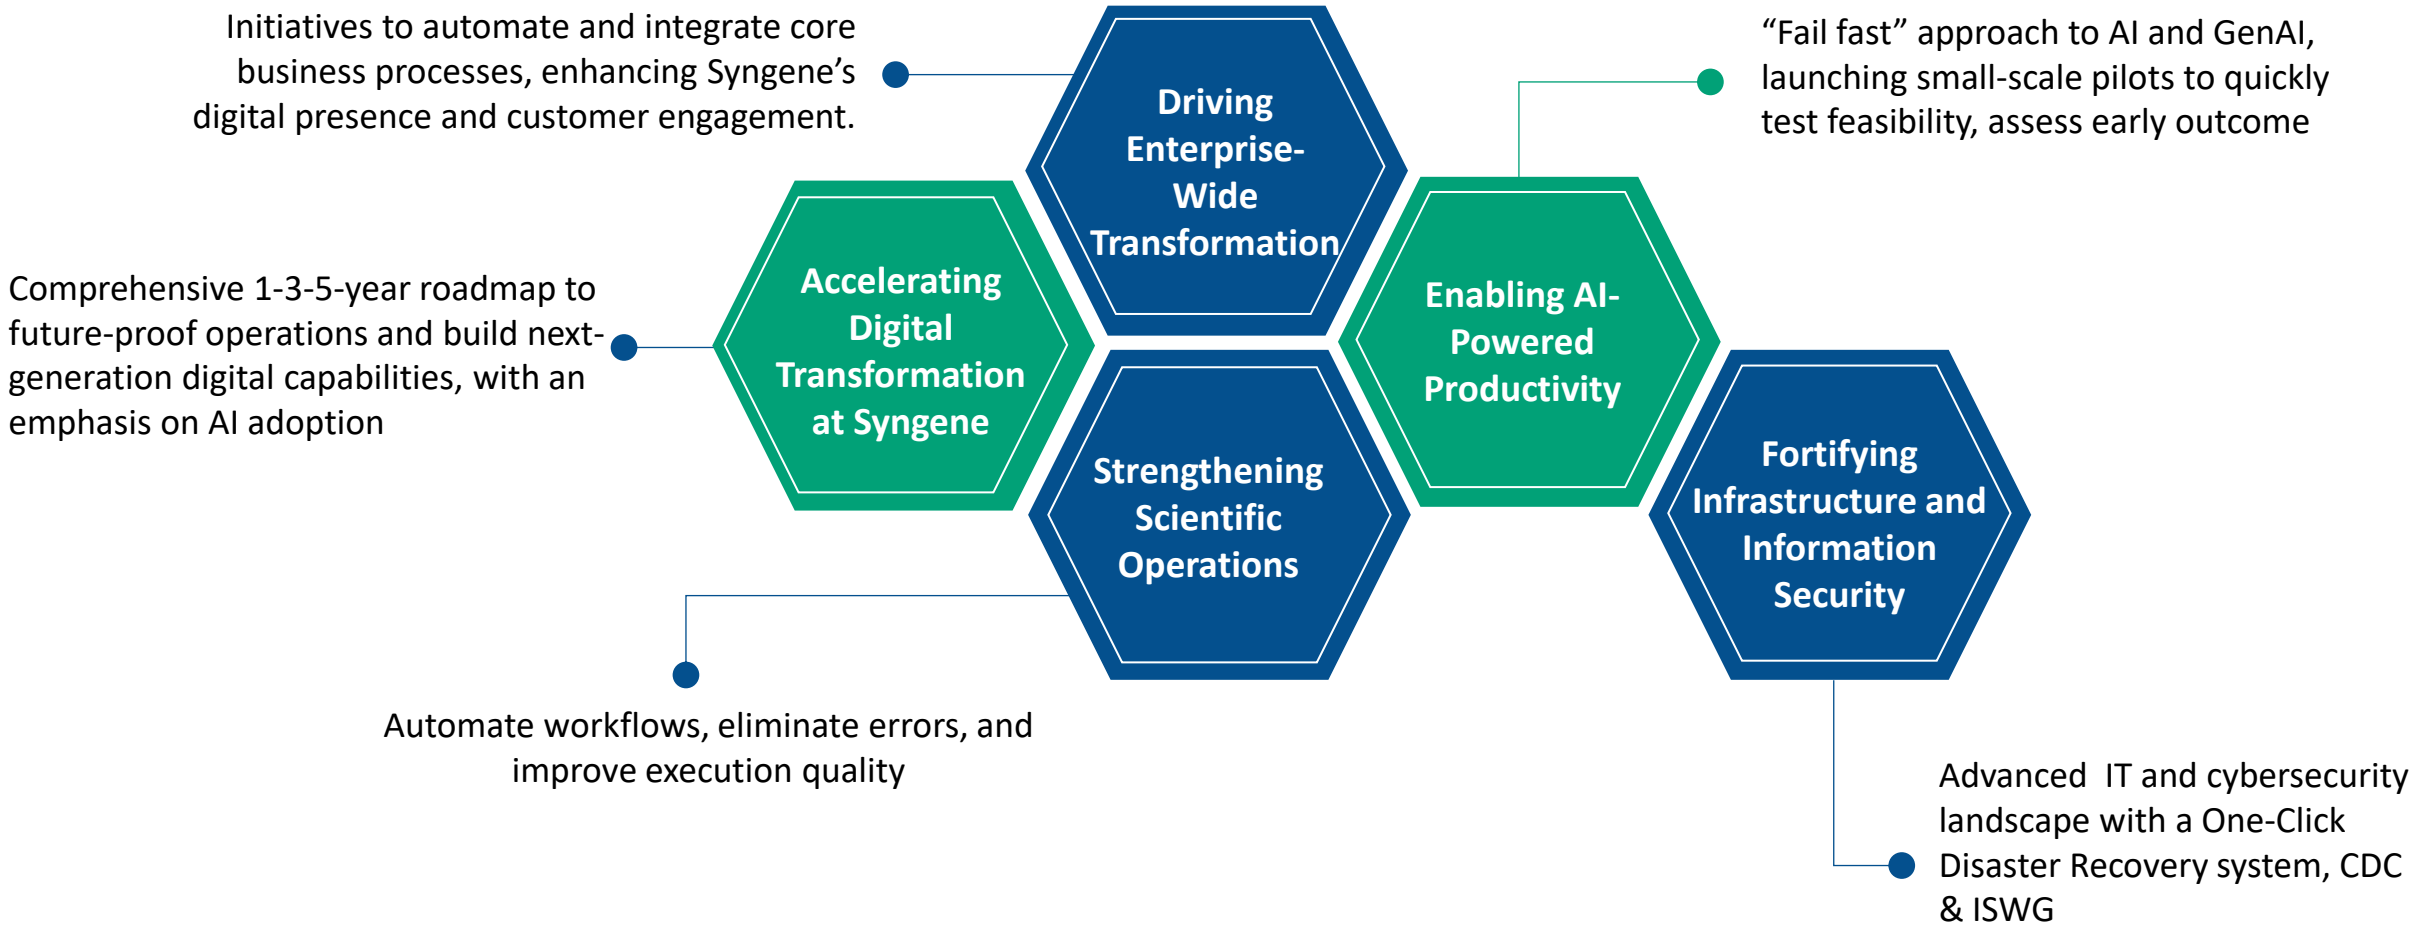 Initiatives to automate and integrate core
business processes, enhancing Syngene’s
digital presence and customer engagement.
Driving
Enterprise-
Wide
Transformation
“Fail fast” approach to AI and GenAI,
launching small-scale pilots to quickly
test feasibility, assess early outcome
Comprehensive 1-3-5-year roadmap to
future-proof operations and build next-
generation digital capabilities, with an
emphasis on AI adoption
Accelerating
Digital
Transformation
at Syngene
Enabling AI-
Powered
Productivity
Strengthening
Scientific
Operations
Fortifying
Infrastructure and
Information
Security
Automate workflows, eliminate errors, and
improve execution quality
Advanced  IT and cybersecurity
landscape with a One-Click
Disaster Recovery system, CDC
& ISWG